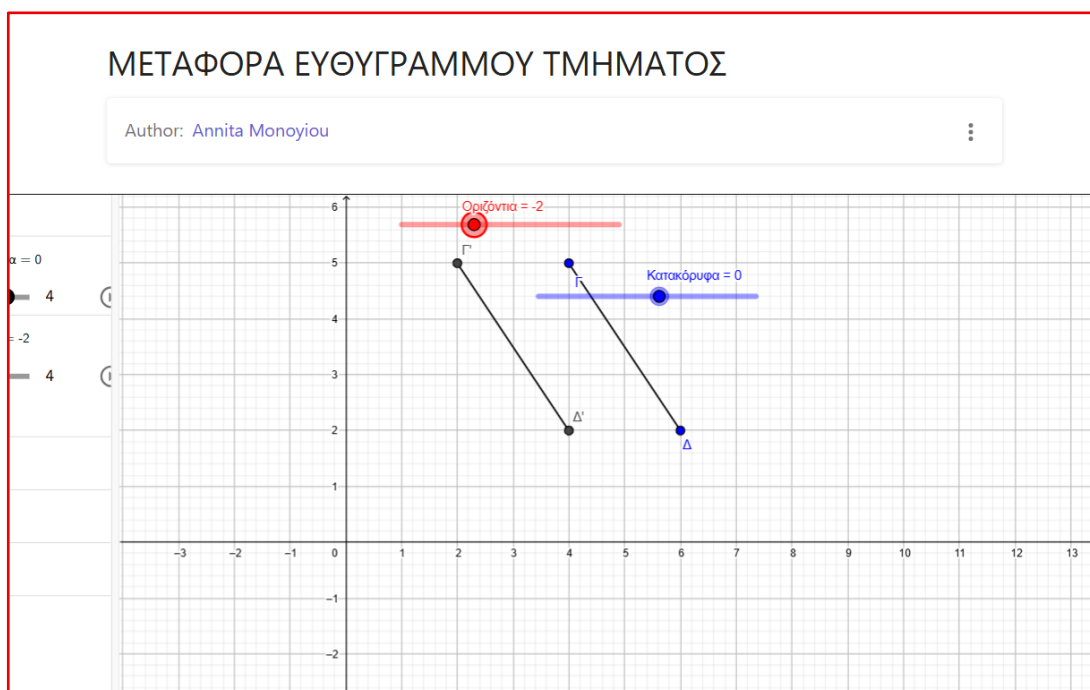 ΜΕΤΑΦΟΡΑ ΕΥΘΥΓΡΑΜΜΟΥ ΤΜΗΜΑΤΟΣ
Author: Annita Monoyiou
α = 0
4
= -2
4
Οριζόντια = -2
Κατακόρυφα = 0
Γ'
Γ
Δ'
Δ
6
5
4
3
2
1
–3 –2 –1 0 1 2 3 4 5 6 7 8 9 10 11 12 13
–1
–2